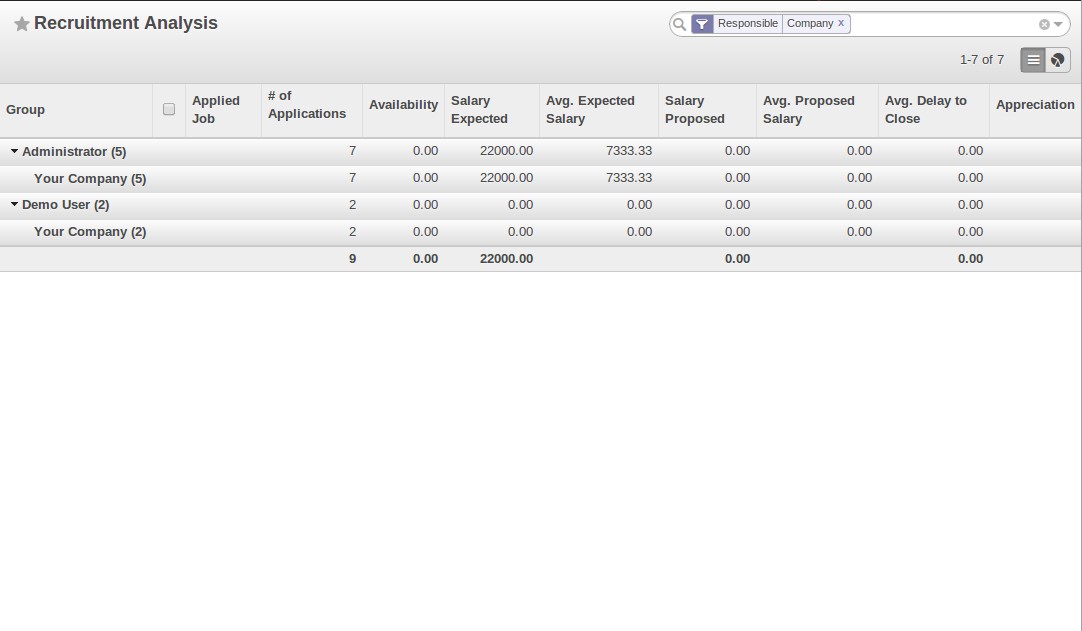 Recruitment Analysis
Responsible Company x
1-7 of 7
Group Applied Job # of Applications Availability Salary Expected Avg. Expected Salary Salary Proposed Avg. Proposed Salary Avg. Delay to Close Appreciation
Administrator (5) 7 0.00 22000.00 7333.33 0.00 0.00 0.00
Your Company (5) 7 0.00 22000.00 7333.33 0.00 0.00 0.00
Demo User (2) 2 0.00 0.00 0.00 0.00 0.00 0.00
Your Company (2) 2 0.00 0.00 0.00 0.00 0.00 0.00
9 0.00 22000.00 0.00 0.00